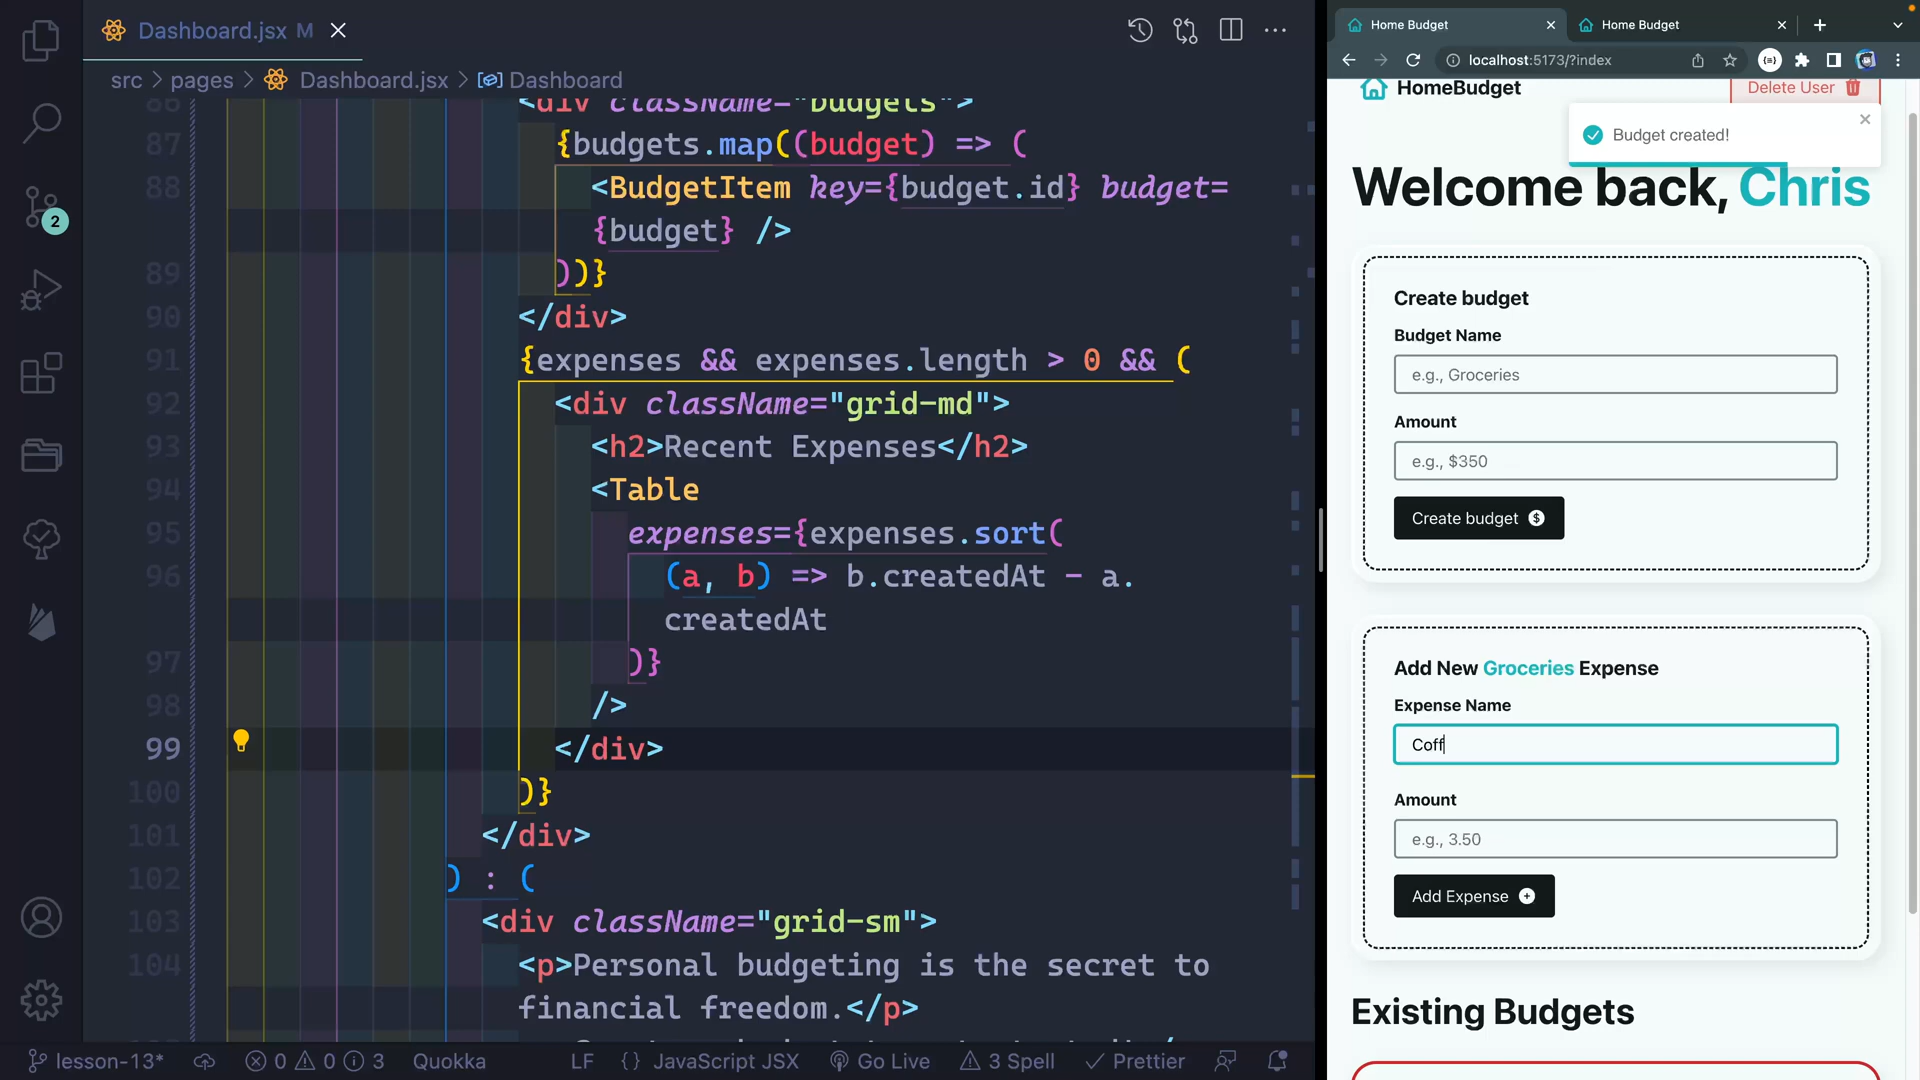 Dashboard.jsx M
src > pages > Dashboard.jsx > Dashboard
86 <div className="budgets">
87 {budgets.map((budget) => (
88 <BudgetItem key={budget.id} budget=
{budget} />
89 ))}
90 </div>
91 {expenses && expenses.length > 0 && (
92 <div className="grid-md">
93 <h2>Recent Expenses</h2>
94 <Table
95 expenses={expenses.sort(
96 (a, b) => b.createdAt - a.
createdAt
97 )}
98 />
99 </div>
100 )}
101 </div>
102 ) : (
103 <div className="grid-sm">
104 <p>Personal budgeting is the secret to
financial freedom.</p>
2
lesson-13* 0 0 3 Quokka LF {} JavaScript JSX Go Live 3 Spell Prettier
Home Budget
Home Budget
localhost:5173/?index
HomeBudget
Delete User
Budget created!
Welcome back, Chris
Create budget
Budget Name
e.g., Groceries
Amount
e.g., $350
Create budget
Add New Groceries Expense
Expense Name
Coff
Amount
e.g., 3.50
Add Expense
Existing Budgets